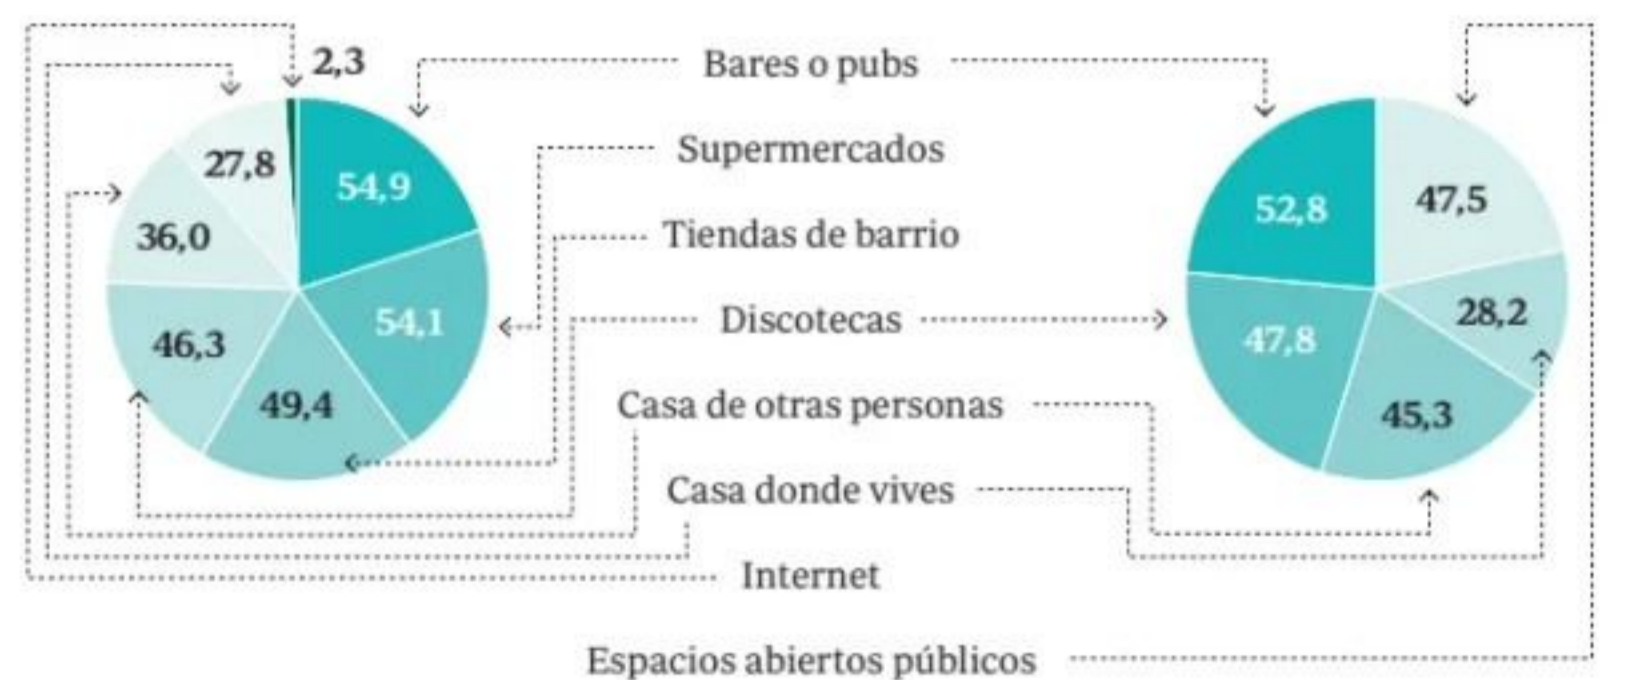 2,3
Bares o pubs
Supermercados
27,8
54,9
47,5
52,8
Tiendas de barrio
36,0
Discotecas
54,1
28,2
46,3
47,8
49,4
Casa de otras personas
45,3
Casa donde vives
Internet
Espacios abiertos públicos